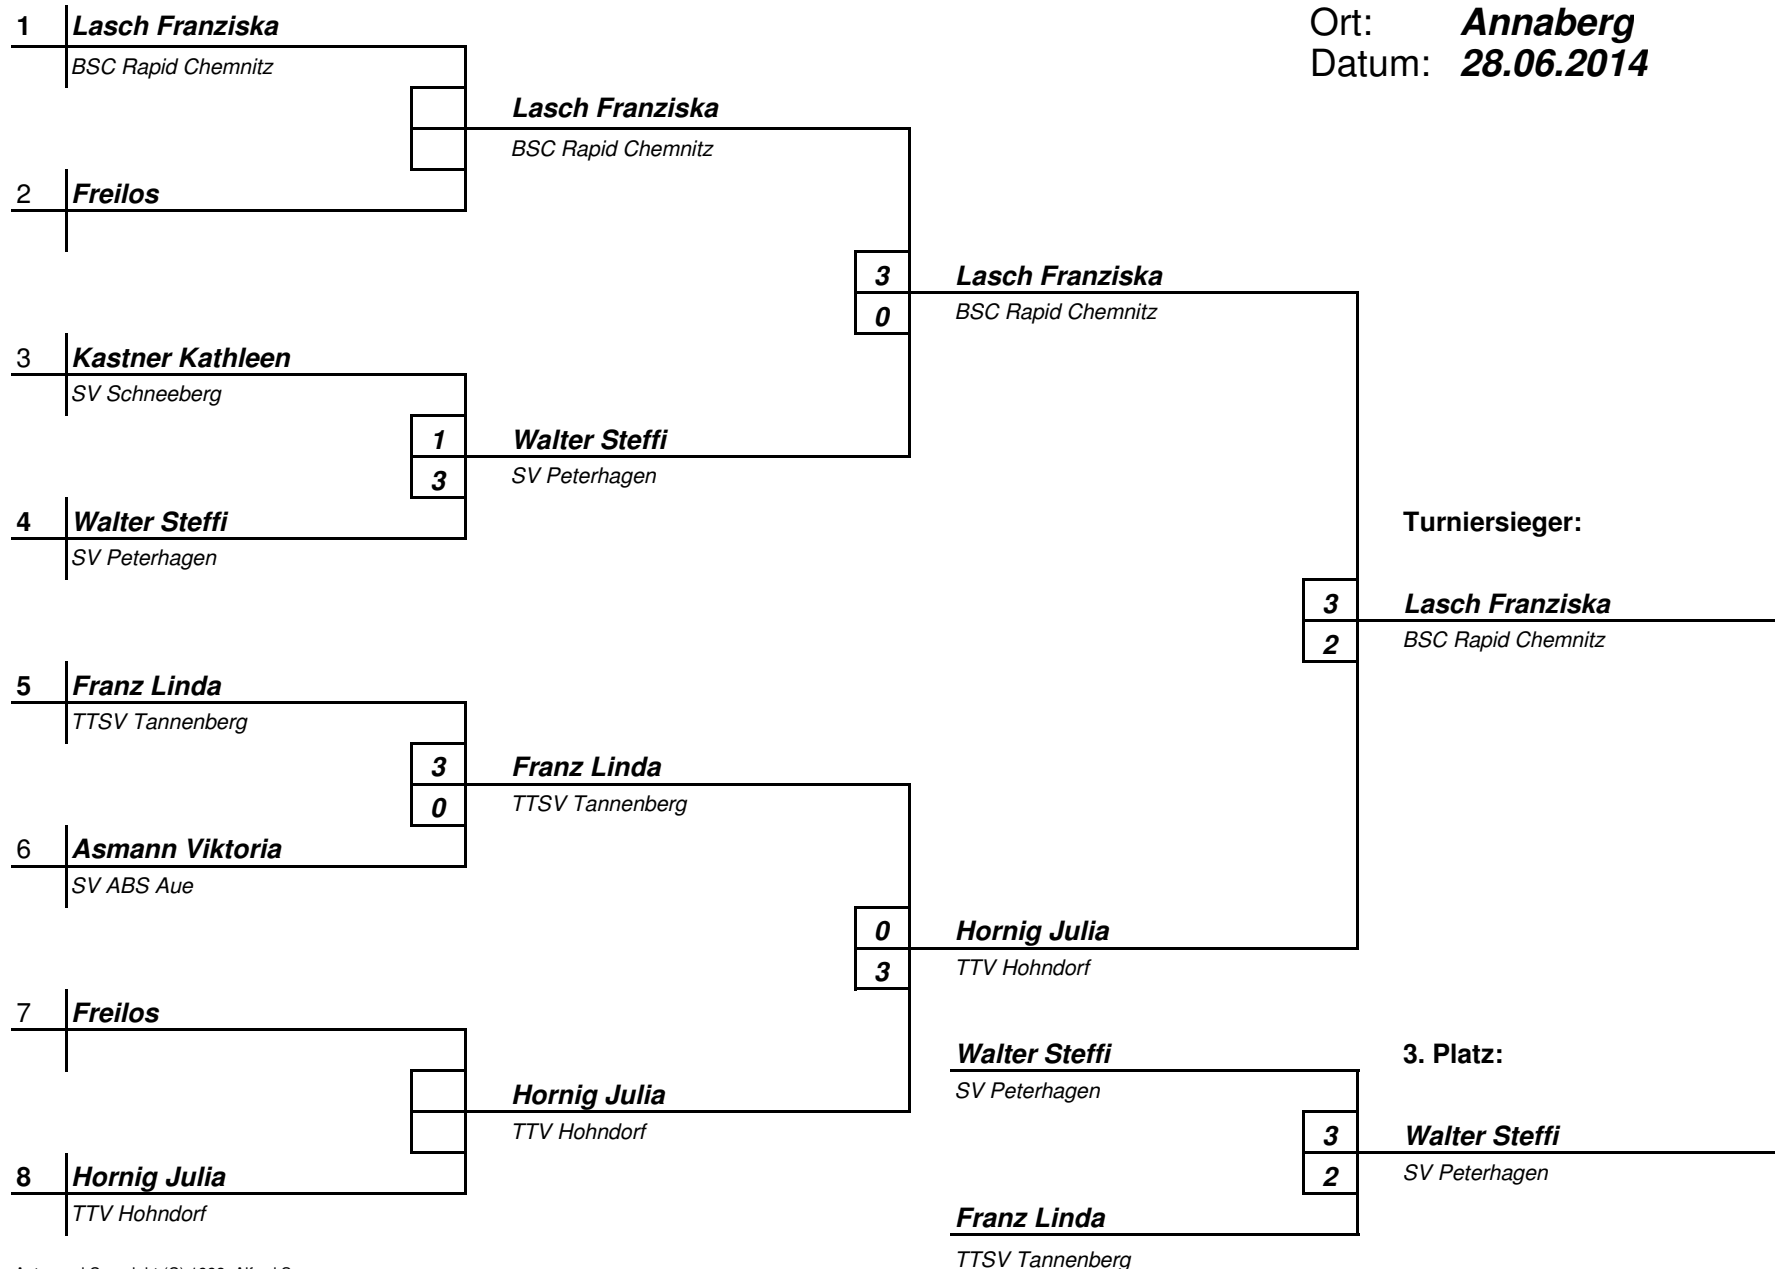 Ort: Annaberg
Datum: 28.06.2014
1 Lasch Franziska
BSC Rapid Chemnitz
Lasch Franziska
BSC Rapid Chemnitz
2 Freilos
3 Lasch Franziska
0 BSC Rapid Chemnitz
3 Kastner Kathleen
SV Schneeberg
1 Walter Steffi
3 SV Peterhagen
4 Walter Steffi
SV Peterhagen
Turniersieger:
3 Lasch Franziska
2 BSC Rapid Chemnitz
5 Franz Linda
TTSV Tannenberg
3 Franz Linda
0 TTSV Tannenberg
6 Asmann Viktoria
SV ABS Aue
0 Hornig Julia
3 TTV Hohndorf
7 Freilos
Walter Steffi
SV Peterhagen
3. Platz:
Hornig Julia
TTV Hohndorf
3 Walter Steffi
2 SV Peterhagen
8 Hornig Julia
TTV Hohndorf
Franz Linda
TTSV Tannenberg